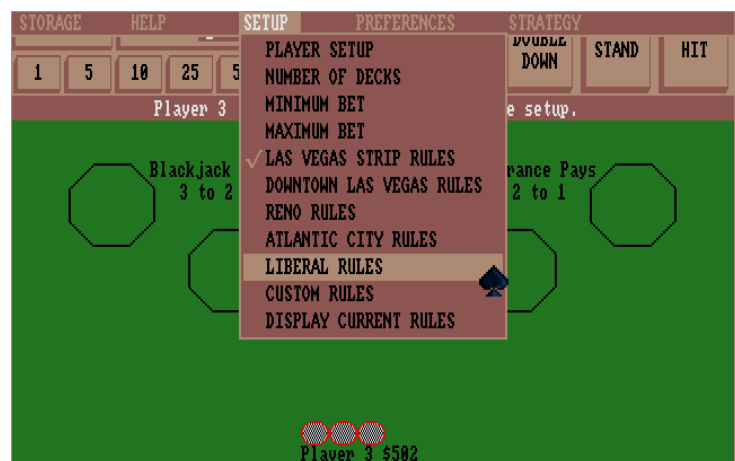 STORAGE HELP SETUP PREFERENCES STRATEGY
1 5 10 25 5 DOUBLE DOWN STAND HIT
Player 3 e setup.
PLAYER SETUP
NUMBER OF DECKS
MINIMUM BET
MAXIMUM BET
✓ LAS VEGAS STRIP RULES
DOWNTOWN LAS VEGAS RULES
RENO RULES
ATLANTIC CITY RULES
LIBERAL RULES
CUSTOM RULES
DISPLAY CURRENT RULES
Blackjack
3 to 2
rance Pays
2 to 1
Player 3 $502